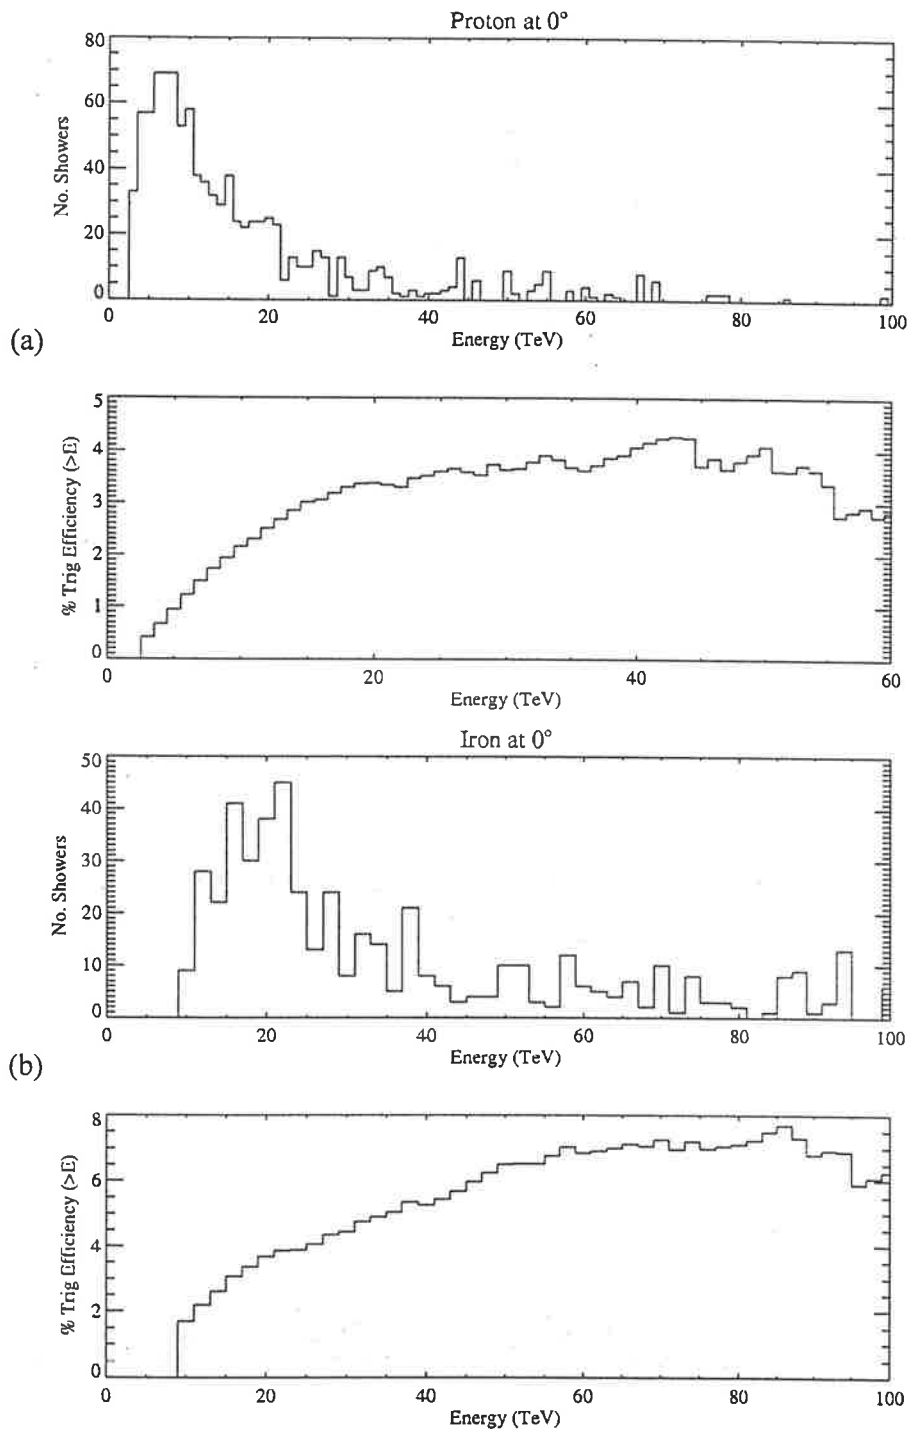 Proton at 0°
No. Showers
80
60
40
20
0
0 20 40 60 80 100
Energy (TeV)
(a)
% Trig Efficiency (>E)
5
4
3
2
1
0
0 20 40 60
Energy (TeV)
Iron at 0°
No. Showers
50
40
30
20
10
0
0 20 40 60 80 100
Energy (TeV)
(b)
% Trig Efficiency (>E)
8
6
4
2
0
0 20 40 60 80 100
Energy (TeV)